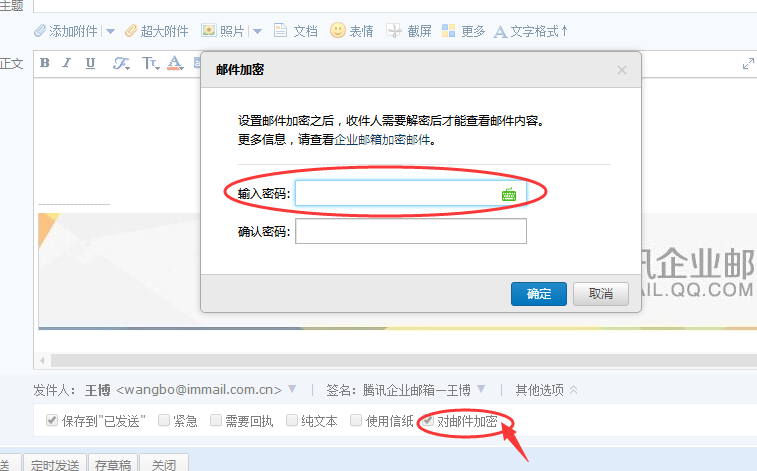 主题
添加附件 超大附件 照片 文档 表情 截屏 更多 A 文字格式↑
正文 B I U
邮件加密
设置邮件加密之后，收件人需要解密后才能查看邮件内容。
更多信息，请查看企业邮箱加密邮件。
输入密码:
确认密码:
确定 取消
讯企业邮
AIL.QQ.COM
发件人： 王博 <wangbo@immail.com.cn> | 签名：腾讯企业邮箱一王博 | 其他选项
保存到"已发送" 紧急 需要回执 纯文本 使用信纸 对邮件加密
送 定时发送 存草稿 关闭